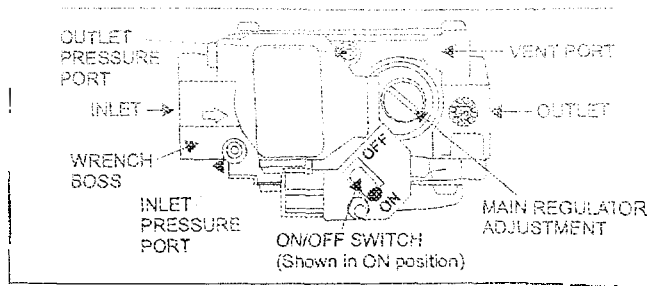 OUTLET
PRESSURE
PORT
VENT PORT
INLET
OUTLET
WRENCH
BOSS
OFF
ON
INLET
PRESSURE
PORT
MAIN REGULATOR
ADJUSTMENT
ON/OFF SWITCH
(Shown in ON position)